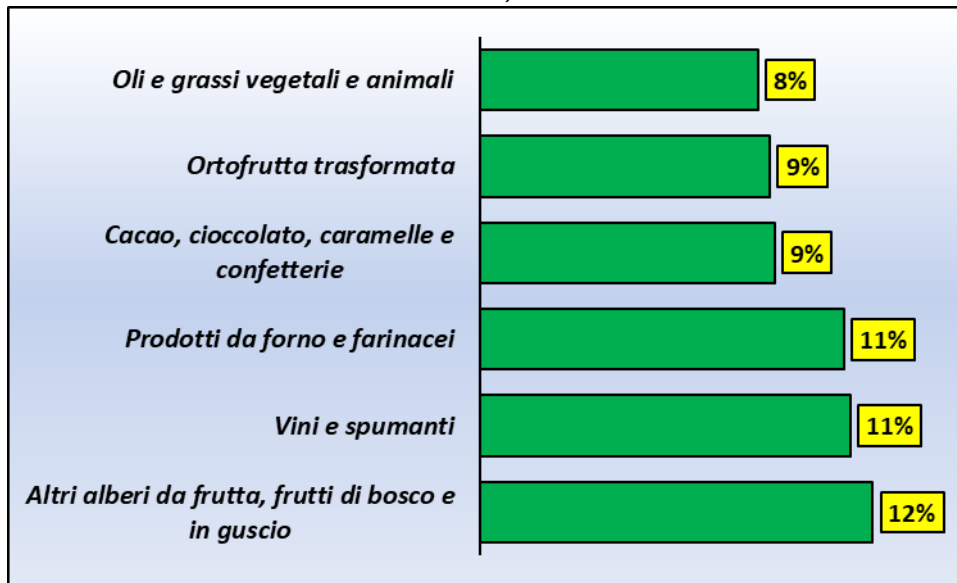 Oli e grassi vegetali e animali
8%
Ortofrutta trasformata
9%
Cacao, cioccolato, caramelle e
confetterie
9%
Prodotti da forno e farinacei
11%
Vini e spumanti
11%
Altri alberi da frutta, frutti di bosco e
in guscio
12%